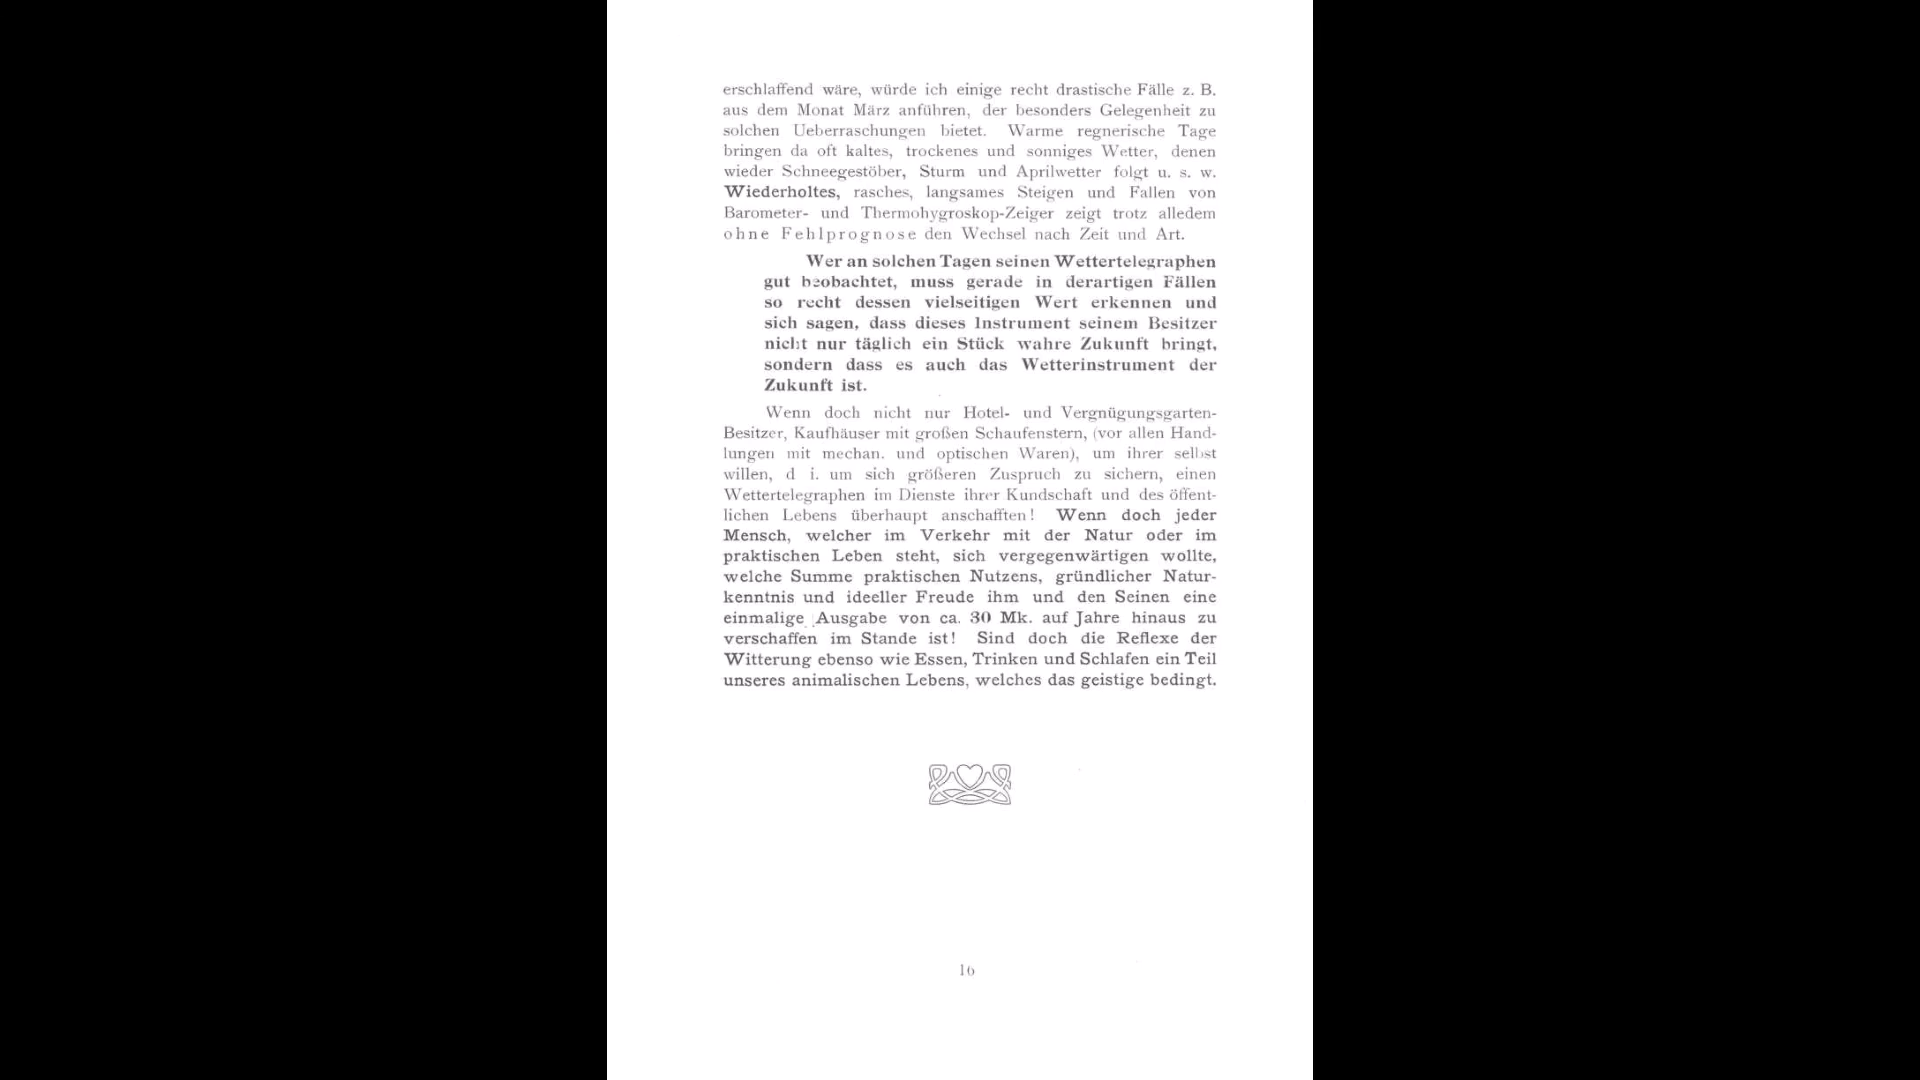 erschlaffend wäre, würde ich einige recht drastische Fälle z. B.
aus dem Monat März anführen, der besonders Gelegenheit zu
solchen Ueberraschungen bietet. Warme regnerische Tage
bringen da oft kaltes, trockenes und sonniges Wetter, denen
wieder Schneegestöber, Sturm und Aprilwetter folgt u. s. w.
Wiederholtes, rasches, langsames Steigen und Fallen von
Barometer- und Thermohygroskop-Zeiger zeigt trotz alledem
ohne Fehlprognose den Wechsel nach Zeit und Art.
Wer an solchen Tagen seinen Wettertelegraphen
gut beobachtet, muss gerade in derartigen Fällen
so recht dessen vielseitigen Wert erkennen und
sich sagen, dass dieses Instrument seinem Besitzer
nicht nur täglich ein Stück wahre Zukunft bringt,
sondern dass es auch das Wetterinstrument der
Zukunft ist.
Wenn doch nicht nur Hotel- und Vergnügungsgarten-
Besitzer, Kaufhäuser mit großen Schaufenstern, (vor allen Hand-
lungen mit mechan. und optischen Waren), um ihrer selbst
willen, d i. um sich größeren Zuspruch zu sichern, einen
Wettertelegraphen im Dienste ihrer Kundschaft und des öffent-
lichen Lebens überhaupt anschafften! Wenn doch jeder
Mensch, welcher im Verkehr mit der Natur oder im
praktischen Leben steht, sich vergegenwärtigen wollte,
welche Summe praktischen Nutzens, gründlicher Natur-
kenntnis und ideeller Freude ihm und den Seinen eine
einmalige Ausgabe von ca. 30 Mk. auf Jahre hinaus zu
verschaffen im Stande ist! Sind doch die Reflexe der
Witterung ebenso wie Essen, Trinken und Schlafen ein Teil
unseres animalischen Lebens, welches das geistige bedingt.
16